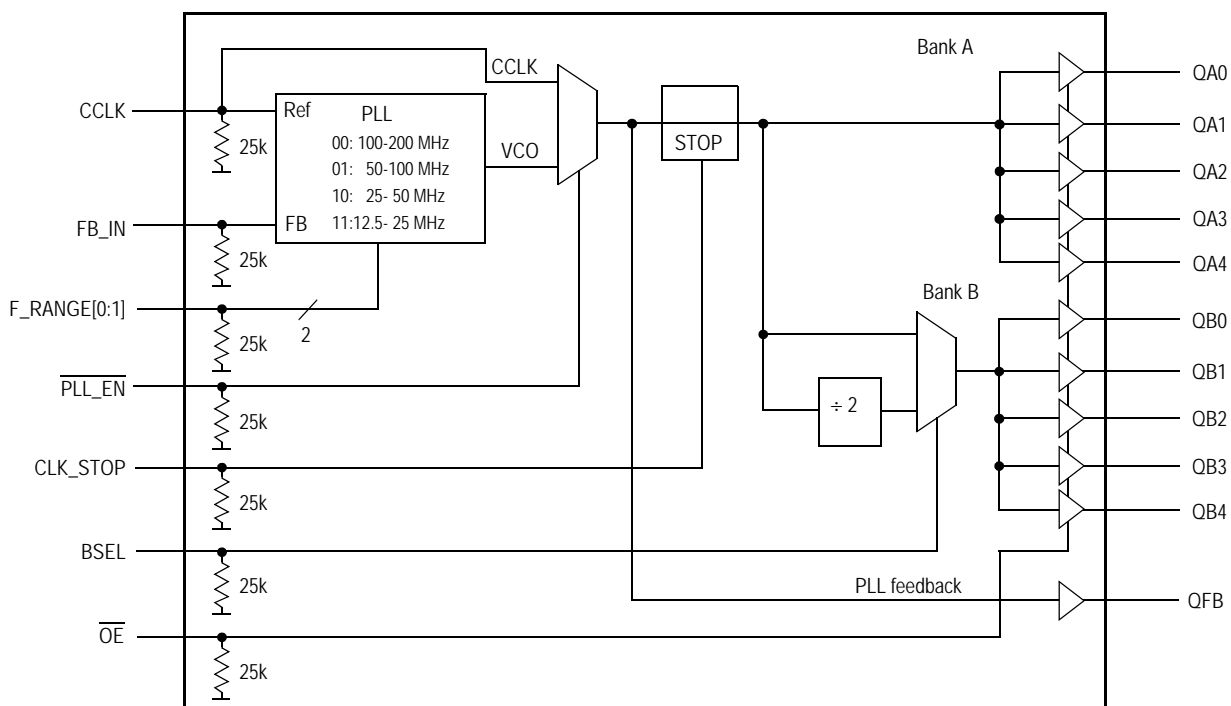 Bank A
CCLK
QA0
CCLK
Ref
PLL
QA1
25k
00: 100-200 MHz
STOP
VCO
01: 50-100 MHz
QA2
10: 25- 50 MHz
FB_IN
FB
11:12.5- 25 MHz
QA3
25k
QA4
Bank B
F_RANGE[0:1]
QB0
2
25k
QB1
PLL_EN
÷ 2
QB2
25k
CLK_STOP
QB3
25k
QB4
BSEL
25k
PLL feedback
QFB
OE
25k